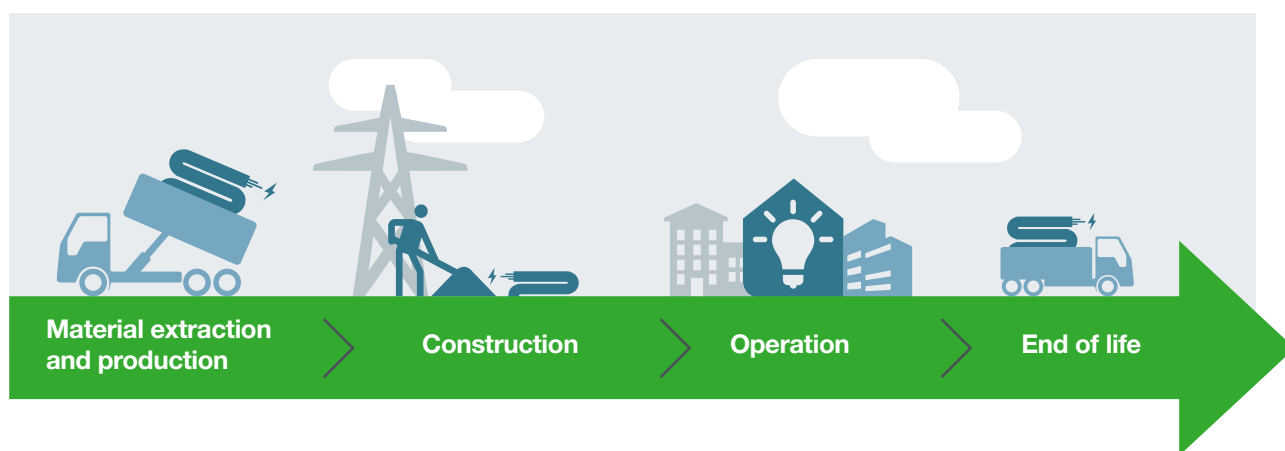 Material extraction
and production
Construction
Operation
End of life